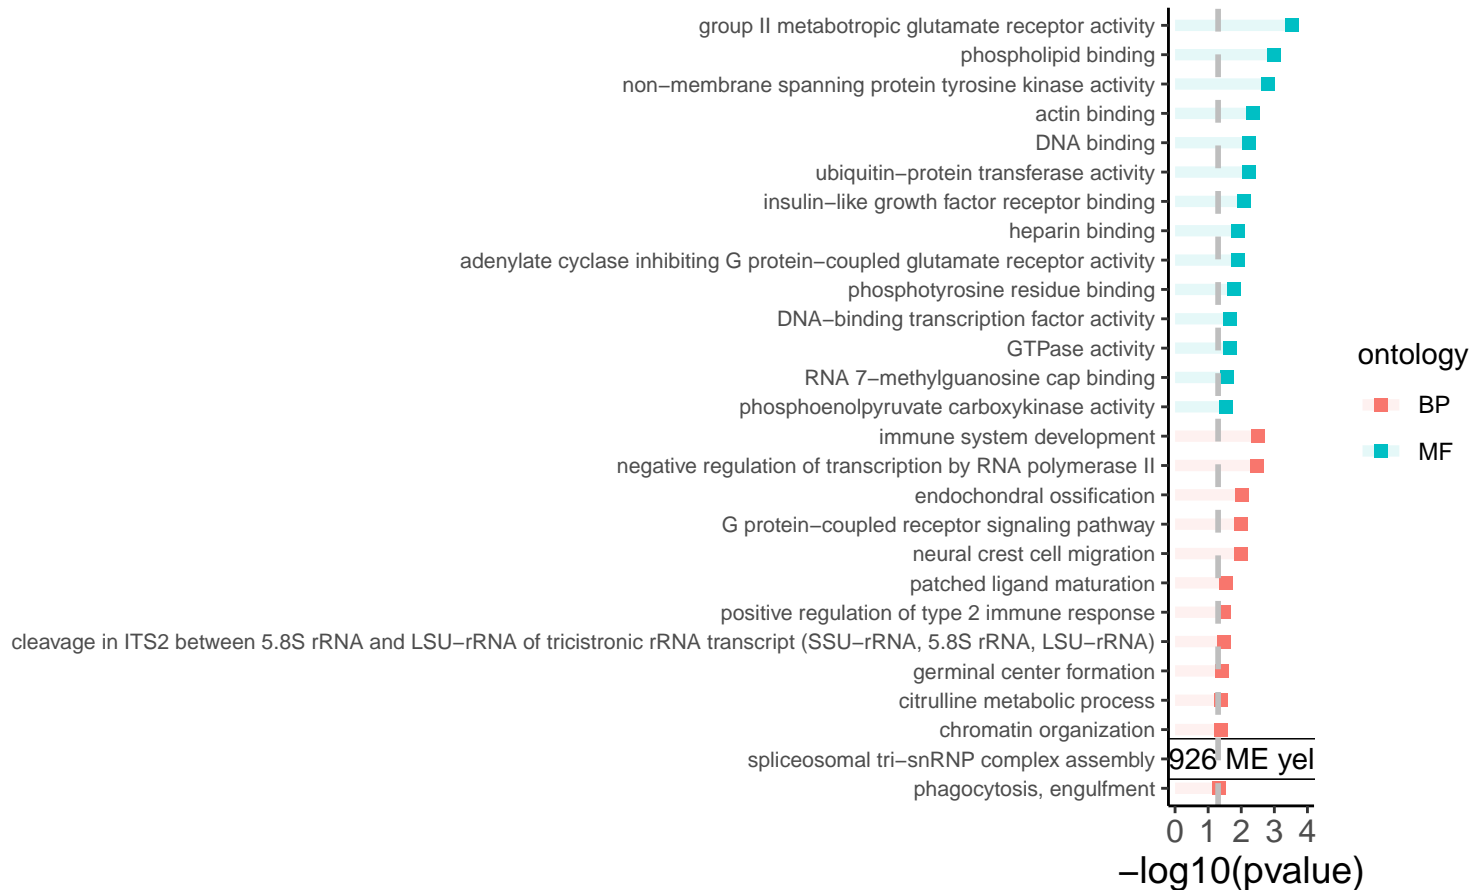 group II metabotropic glutamate receptor activity
phospholipid binding
non−membrane spanning protein tyrosine kinase activity
actin binding
DNA binding
ubiquitin−protein transferase activity
insulin−like growth factor receptor binding
heparin binding
adenylate cyclase inhibiting G protein−coupled glutamate receptor activity
phosphotyrosine residue binding
DNA−binding transcription factor activity
GTPase activity
RNA 7−methylguanosine cap binding
phosphoenolpyruvate carboxykinase activity
immune system development
negative regulation of transcription by RNA polymerase II
endochondral ossification
G protein−coupled receptor signaling pathway
neural crest cell migration
patched ligand maturation
positive regulation of type 2 immune response
cleavage in ITS2 between 5.8S rRNA and LSU−rRNA of tricistronic rRNA transcript (SSU−rRNA, 5.8S rRNA, LSU−rRNA)
germinal center formation
citrulline metabolic process
chromatin organization
spliceosomal tri−snRNP complex assembly
926 ME yel
phagocytosis, engulfment
0 1 2 3 4
−log10(pvalue)
ontology
BP
MF